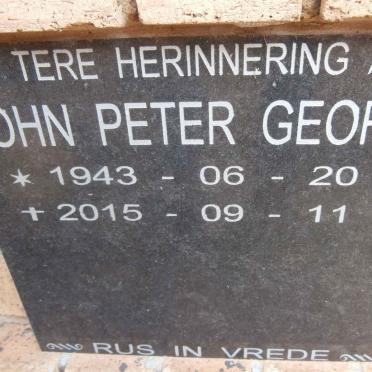 TERE HERINNERING A
OHN PETER GEOR
* 1943 - 06 - 20
✝ 2015 - 09 - 11
RUS IN VREDE